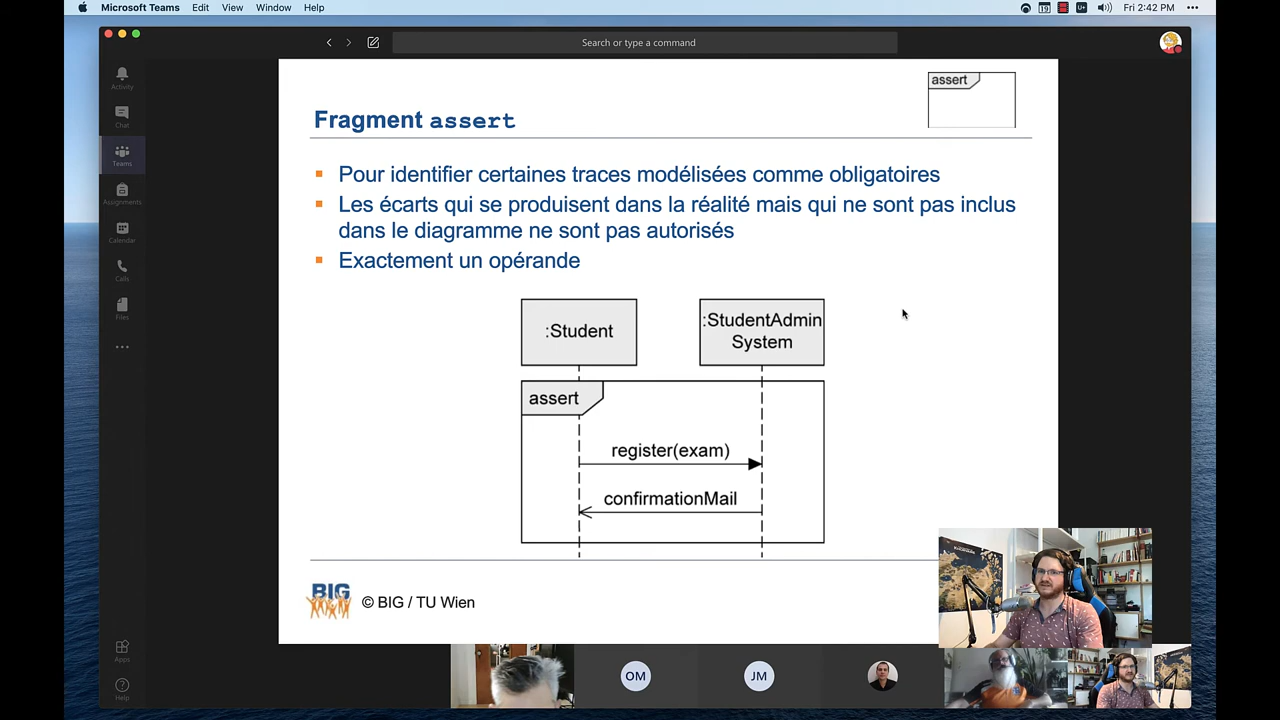 Microsoft Teams Edit View Window Help
19
U+
Fri 2:42 PM
Search or type a command
Activity
Chat
Teams
Assignments
Calendar
Calls
Files
Apps
Help
assert
Fragment assert
Pour identifier certaines traces modélisées comme obligatoires
Les écarts qui se produisent dans la réalité mais qui ne sont pas inclus
dans le diagramme ne sont pas autorisés
Exactement un opérande
:Student
:StudentAdmin
System
assert
register(exam)
confirmationMail
BIG
© BIG / TU Wien
OM
JM